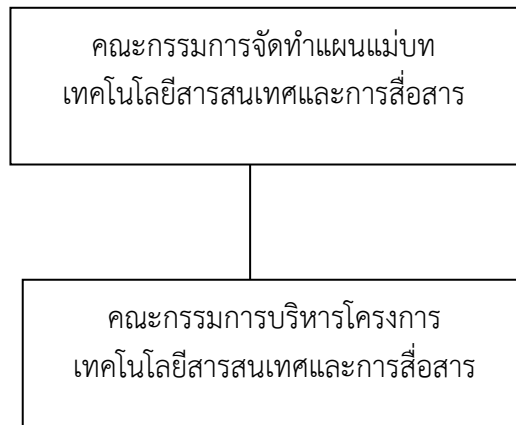 คณะกรรมการจัดทำแผนแม่บท
เทคโนโลยีสารสนเทศและการสื่อสาร
คณะกรรมการบริหารโครงการ
เทคโนโลยีสารสนเทศและการสื่อสาร